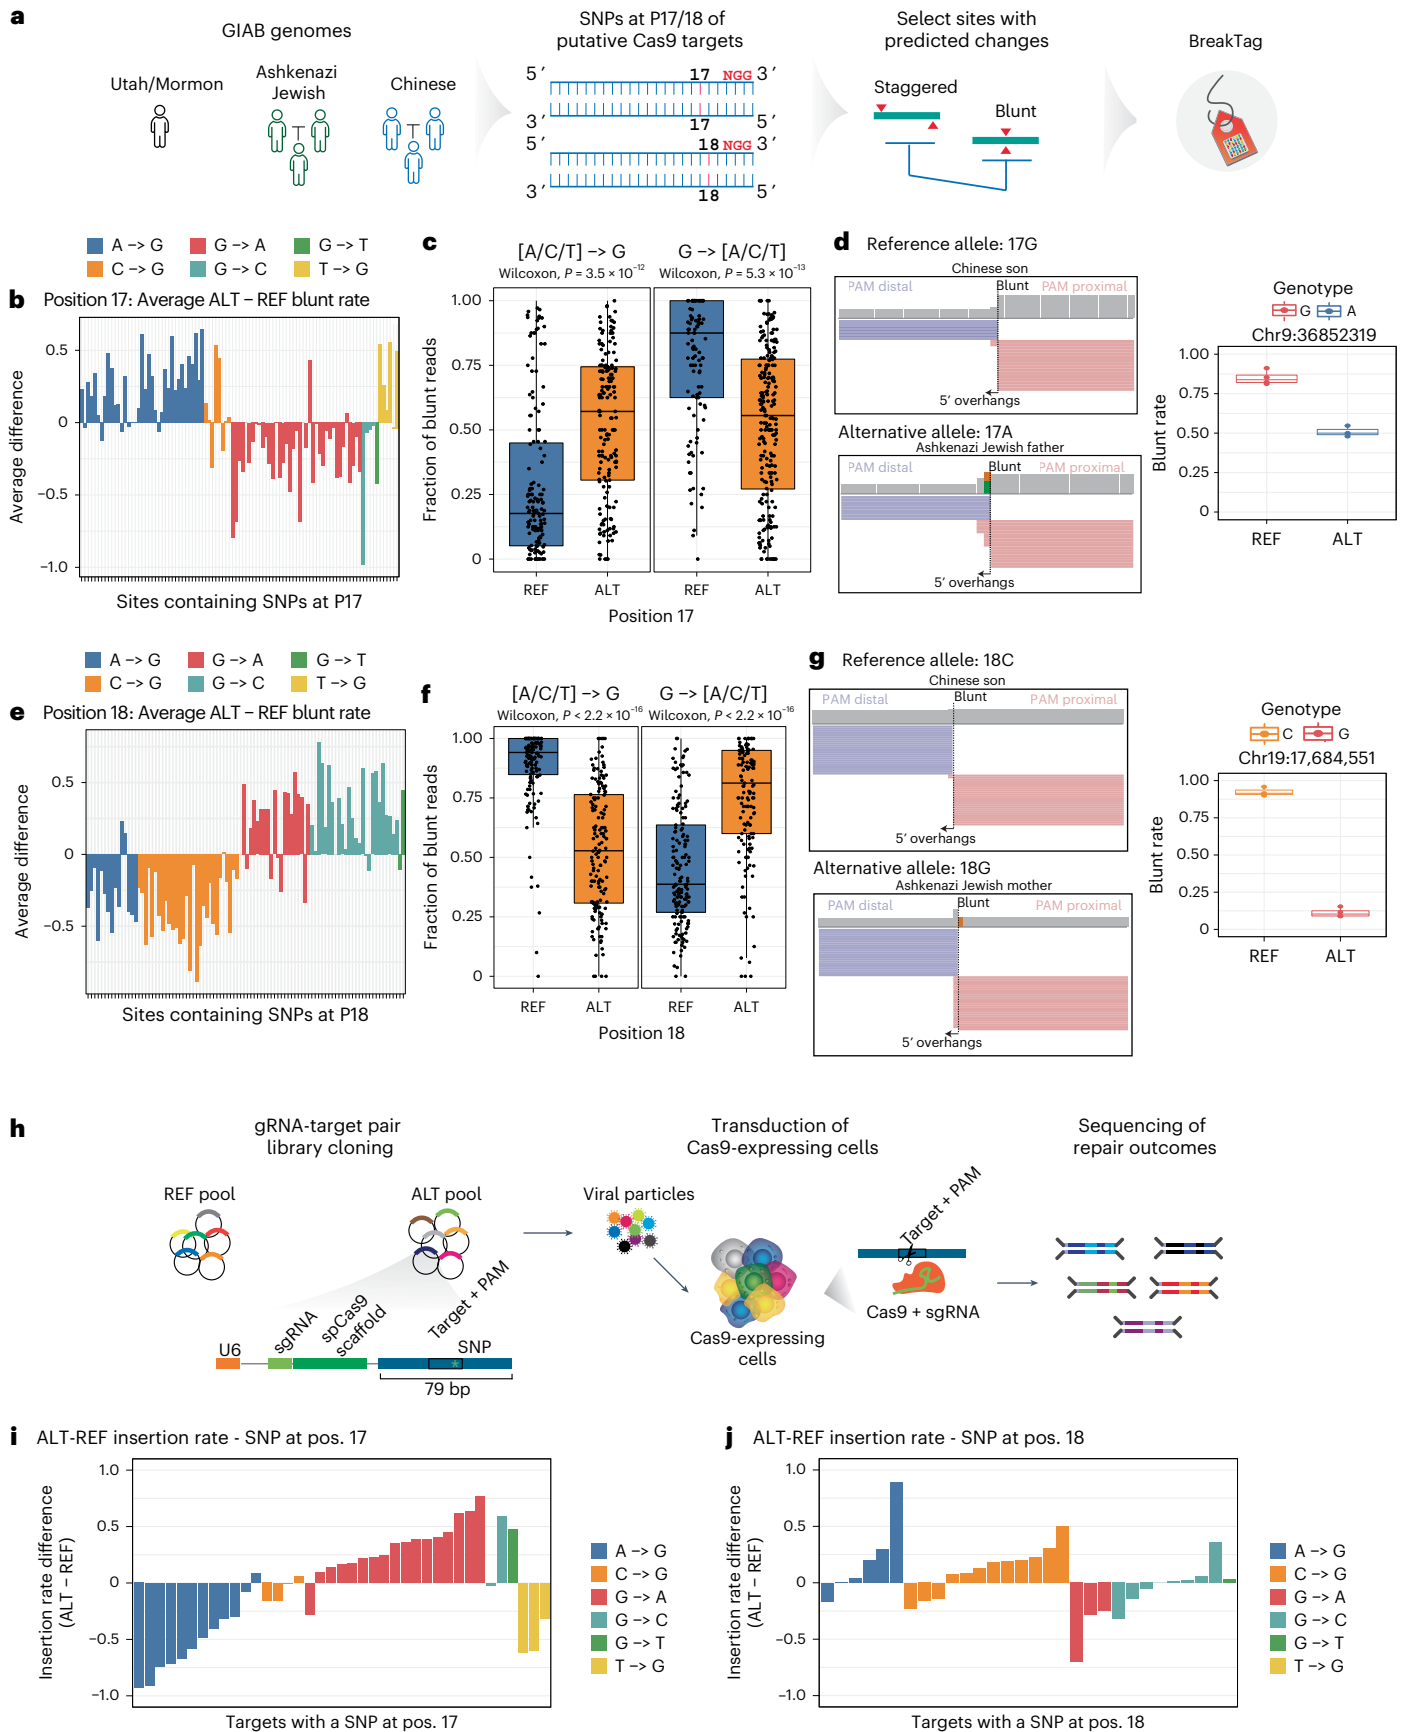 a
GIAB genomes
Utah/Mormon
Ashkenazi
Jewish
Chinese
SNPs at P17/18 of
putative Cas9 targets
5′ 17 NGG 3′
3′ 17 5′
5′ 18 NGG 3′
3′ 18 5′
Select sites with
predicted changes
Staggered
Blunt
BreakTag
A –> G G –> A G –> T
C –> G G –> C T –> G
b Position 17: Average ALT – REF blunt rate
Average difference
0.5
0
–0.5
–1.0
Sites containing SNPs at P17
c
[A/C/T] –> G
Wilcoxon, P = 3.5 × 10⁻¹²
G –> [A/C/T]
Wilcoxon, P = 5.3 × 10⁻¹³
Fraction of blunt reads
1.00
0.75
0.50
0.25
0
REF ALT REF ALT
Position 17
d Reference allele: 17G
Chinese son
PAM distal Blunt PAM proximal
5′ overhangs
Alternative allele: 17A
Ashkenazi Jewish father
PAM distal Blunt PAM proximal
5′ overhangs
Genotype
G A
Chr9:36852319
Blunt rate
1.00
0.75
0.50
0.25
0
REF ALT
A –> G G –> A G –> T
C –> G G –> C T –> G
e Position 18: Average ALT – REF blunt rate
Average difference
0.5
0
–0.5
Sites containing SNPs at P18
f
[A/C/T] –> G
Wilcoxon, P < 2.2 × 10⁻¹⁶
G –> [A/C/T]
Wilcoxon, P < 2.2 × 10⁻¹⁶
Fraction of blunt reads
1.00
0.75
0.50
0.25
0
REF ALT REF ALT
Position 18
g Reference allele: 18C
Chinese son
PAM distal Blunt PAM proximal
5′ overhangs
Alternative allele: 18G
Ashkenazi Jewish mother
PAM distal Blunt PAM proximal
5′ overhangs
Genotype
C G
Chr19:17,684,551
Blunt rate
1.00
0.75
0.50
0.25
0
REF ALT
h
gRNA-target pair
library cloning
REF pool
ALT pool
U6
sgRNA
spCas9
scaffold
Target + PAM
SNP
*
79 bp
Transduction of
Cas9-expressing cells
Viral particles
Cas9-expressing
cells
Target + PAM
Cas9 + sgRNA
Sequencing of
repair outcomes
i ALT-REF insertion rate - SNP at pos. 17
Insertion rate difference
(ALT – REF)
1.0
0.5
0
–0.5
–1.0
Targets with a SNP at pos. 17
A –> G
C –> G
G –> A
G –> C
G –> T
T –> G
j ALT-REF insertion rate - SNP at pos. 18
Insertion rate difference
(ALT – REF)
1.0
0.5
0
–0.5
–1.0
Targets with a SNP at pos. 18
A –> G
C –> G
G –> A
G –> C
G –> T
T –> G